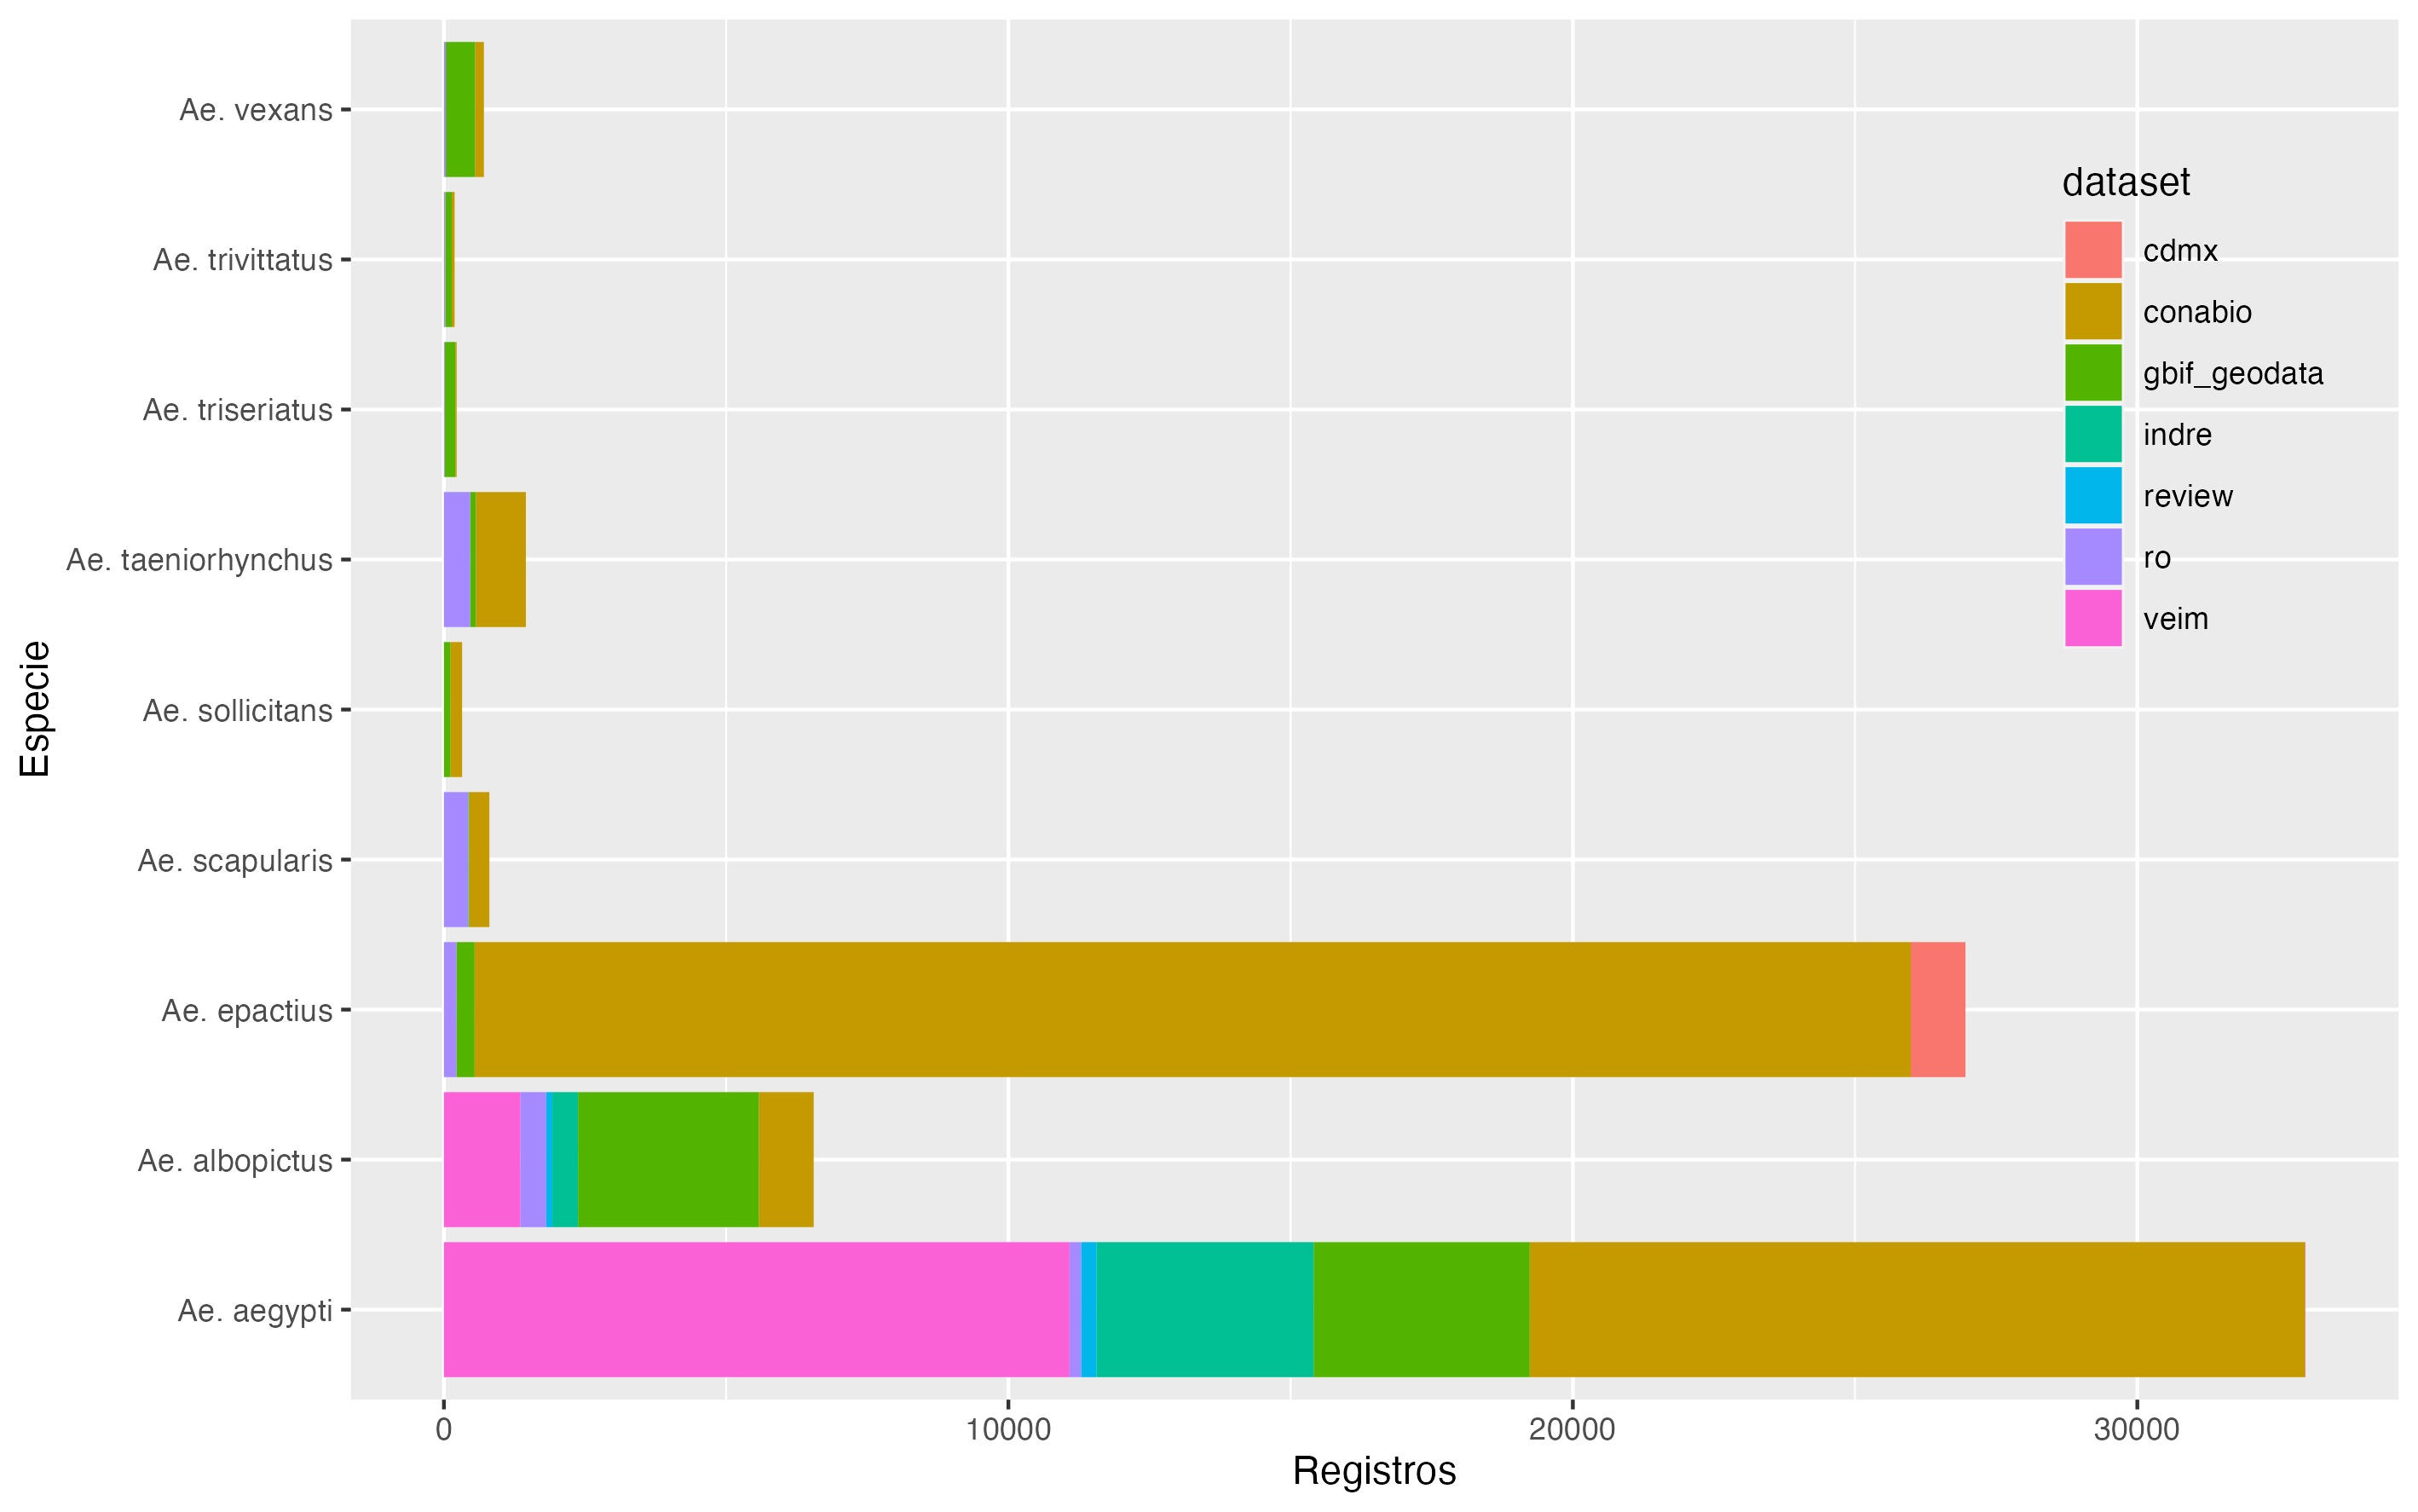 Especie
Ae. vexans
Ae. trivittatus
Ae. triseriatus
Ae. taeniorhynchus
Ae. sollicitans
Ae. scapularis
Ae. epactius
Ae. albopictus
Ae. aegypti
0 10000 20000 30000
Registros
dataset
cdmx
conabio
gbif_geodata
indre
review
ro
veim